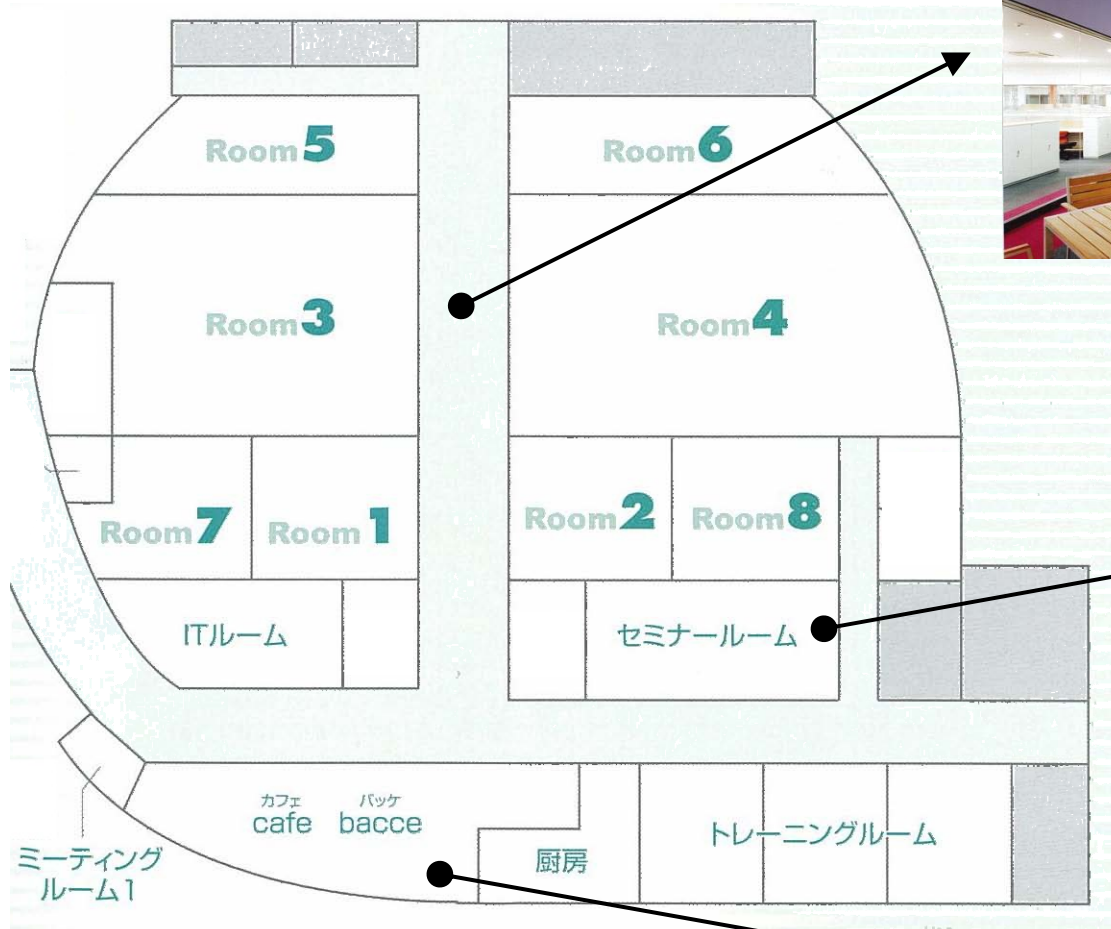 Room5
Room6
Room3
Room4
Room7
Room1
Room2
Room8
ITルーム
セミナールーム
カフェ バッケ
cafe bacce
厨房
トレーニングルーム
ミーティング
ルーム1